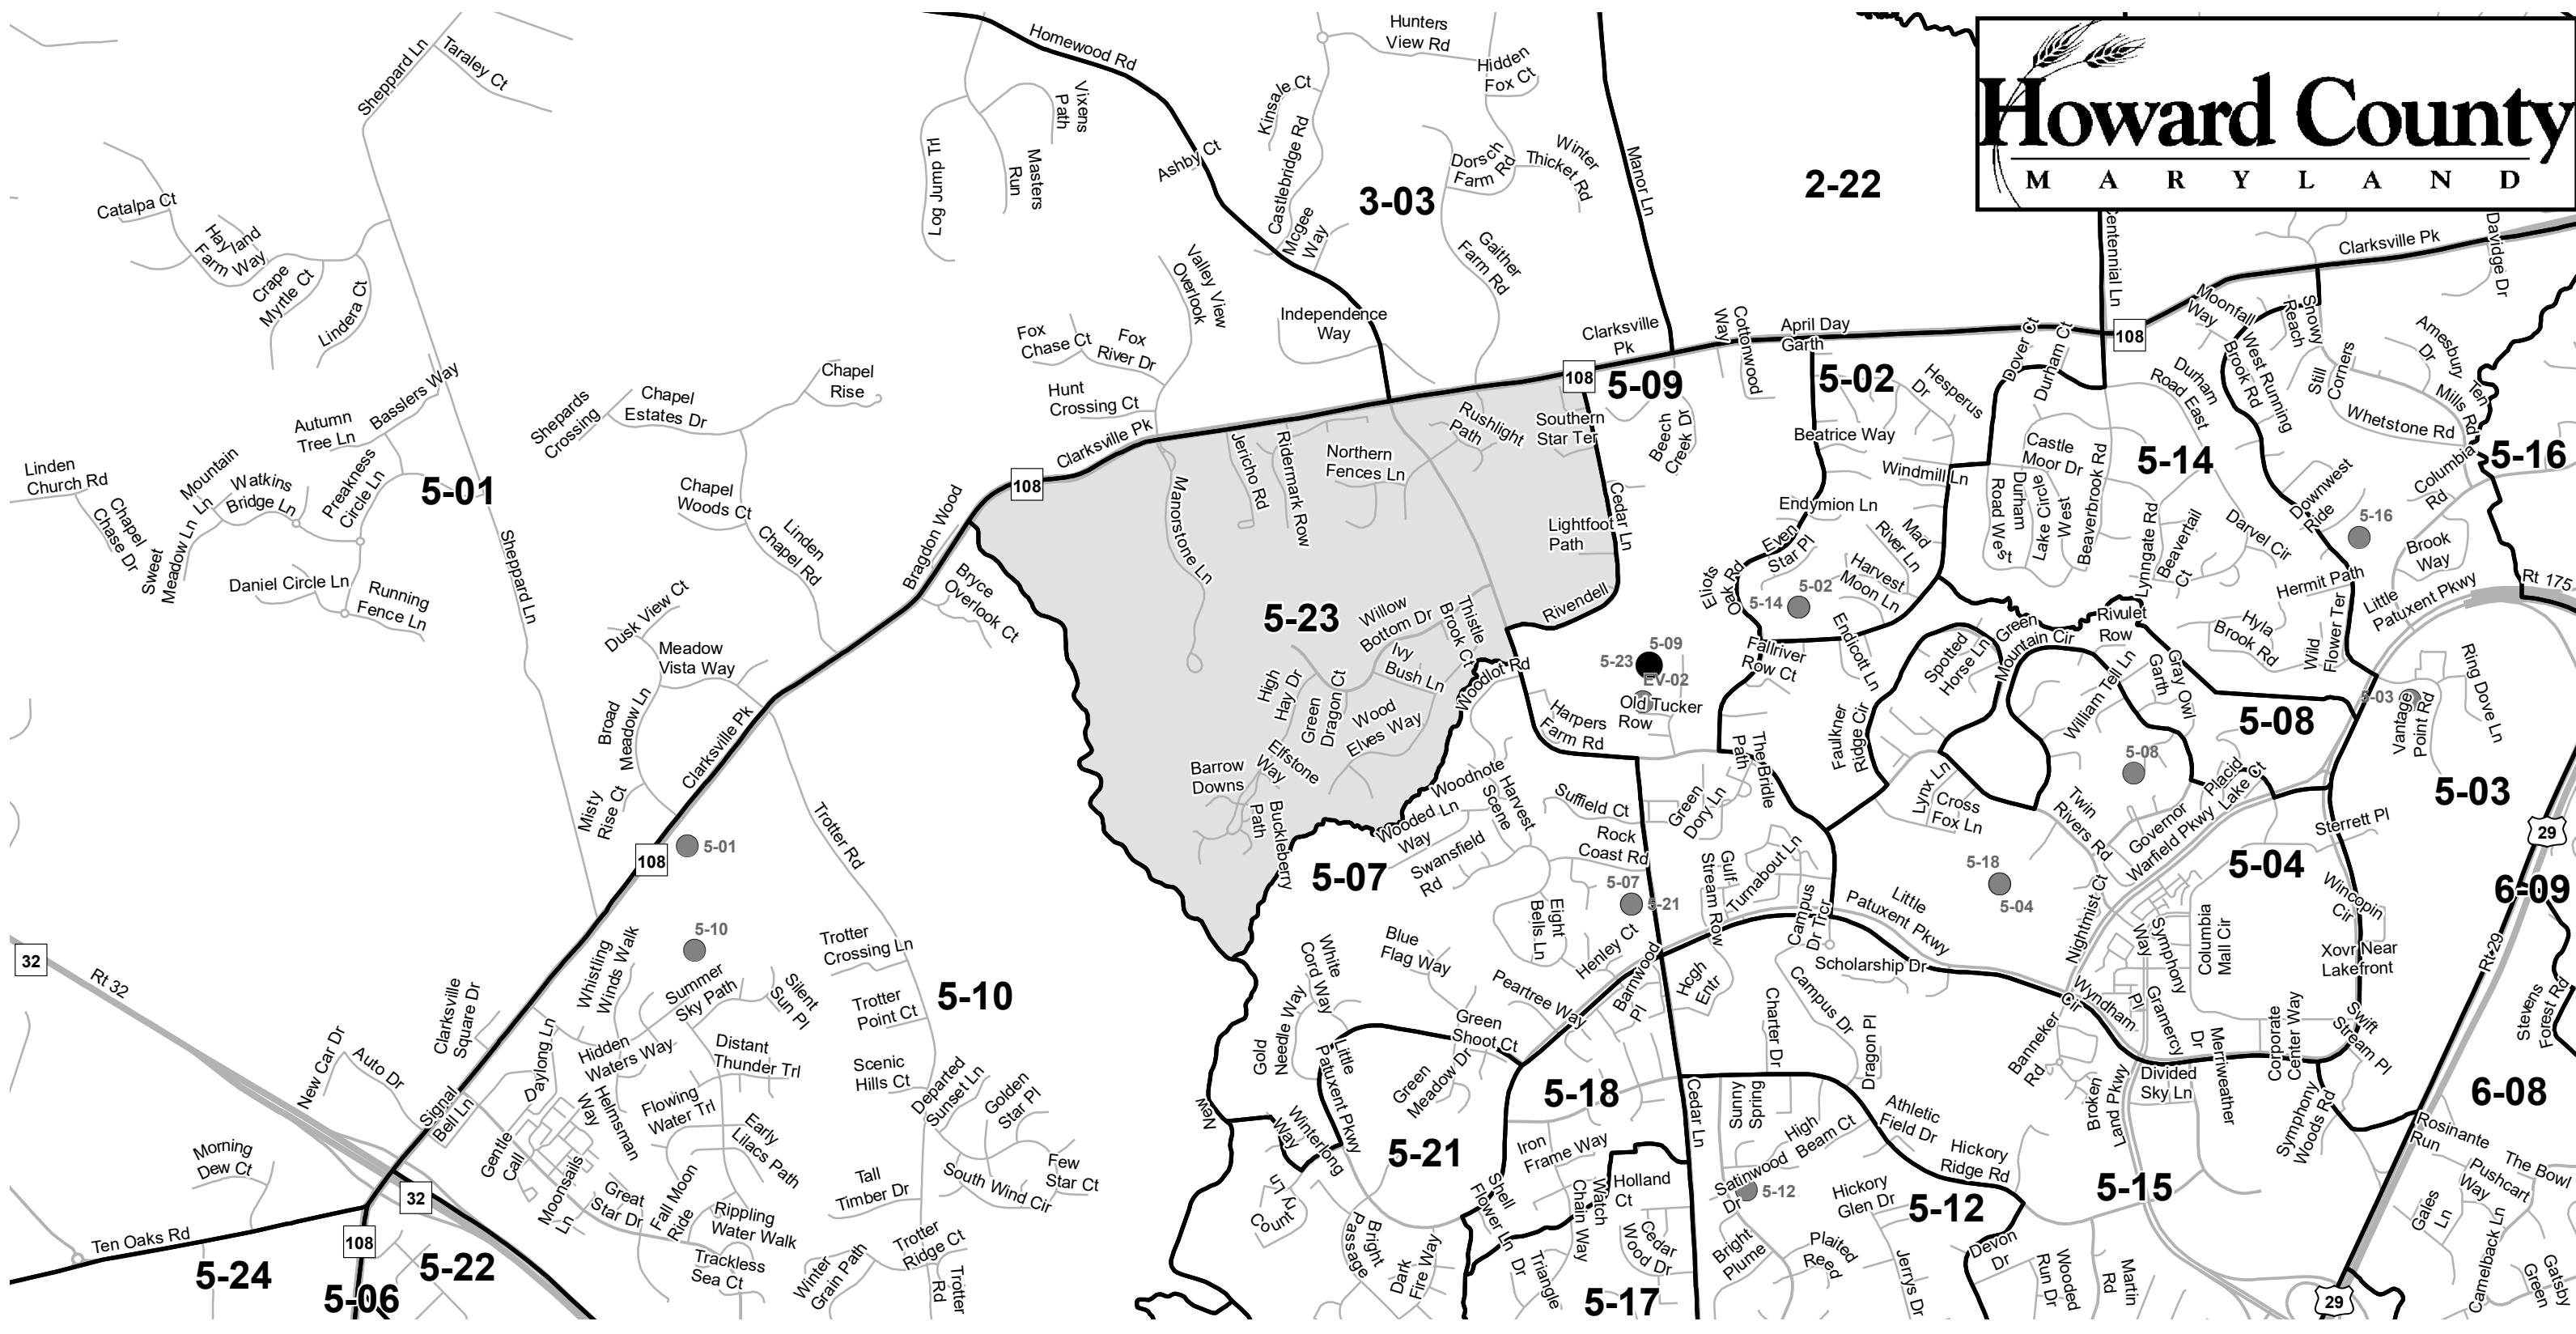 Howard County
MARYLAND
Homewood Rd
Hunters
View Rd
Hidden
Fox Ct
Sheppard Ln
Taraley Ct
Vixens
Path
Kinsale Ct
Castlebridge Rd
Dorsch
Farm Rd
Winter
Thicket Rd
Manor Ln
2-22
Log Jump Trl
Masters
Run
Ashby Ct
3-03
Mcgee
Way
Catalpa Ct
Hayland
Farm Way
Crape
Myrtle Ct
Lindera Ct
Valley View
Overlook
Gaither
Farm Rd
Centennial Ln
Clarksville Pk
Davidge Dr
Independence
Way
Fox
Chase Ct
Fox
River Dr
Clarksville
Pk
Cottonwood
Way
April Day
Garth
Dover Ct
Durham Ct
108
Moonfall
Way
Snowy
Reach
West Running
Brook Rd
Amesbury
Dr
Ten
Mills Rd
Still
Corners
Whetstone Rd
Columbia
Rd
5-16
Hunt
Crossing Ct
Chapel
Rise
Chapel
Estates Dr
Shepards
Crossing
Basslers Way
Autumn
Tree Ln
Linden
Church Rd
Mountain
Ln
Watkins
Bridge Ln
Preakness
Circle Ln
5-01
Chapel
Chase Dr
Sweet
Meadow Ln
Daniel Circle Ln
Running
Fence Ln
Sheppard Ln
Chapel
Woods Ct
Linden
Chapel Rd
Bragdon Wood
108
Clarksville Pk
Bryce
Overlook Ct
Manorstone Ln
Jericho Rd
Ridermark Row
Northern
Fences Ln
Rushlight
Path
Southern
Star Ter
108
5-09
Beech
Creek Dr
5-02
Hesperus
Dr
Beatrice Way
Windmill Ln
Endymion Ln
Even
Star Pl
Mad
River Ln
Harvest
Moon Ln
Eliots
Oak Rd
5-02
5-14
Castle
Moor Dr
Durham
Road West
Durham
Road East
Lake Circle
West
Beaverbrook Rd
5-14
Lynngate Rd
Beavertail
Ct
Darvel Cir
Downwest
Ride
5-16
Brook
Way
Hermit Path
Little
Patuxent Pkwy
Rt 175
Cedar Ln
Lightfoot
Path
Rivendell
5-23
Willow
Bottom Dr
Thistle
Brook Ct
Ivy
Bush Ln
Woodlot Rd
High
Hay Dr
Green
Dragon Ct
Wood
Elves Way
Elfstone
Way
Barrow
Downs
Buckleberry
Path
5-09
5-23
EV-02
Old Tucker
Row
Harpers
Farm Rd
Fallriver
Row Ct
Endicott Ln
Faulkner
Ridge Cir
Spotted
Horse Ln
Green
Mountain Cir
Rivulet
Row
William Tell Ln
Gray Owl
Garth
Hyla
Brook Rd
Wild
Flower Ter
5-03
5-08
5-08
Vantage
Point Rd
Ring Dove Ln
5-03
Dusk View Ct
Meadow
Vista Way
Broad
Meadow Ln
Clarksville Pk
Misty
Rise Ct
108
5-01
Trotter Rd
Woodnote
Ln
Wooded
Way
Harvest
Scene
Swansfield
Rd
5-07
Suffield Ct
Rock
Coast Rd
Green
Dory Ln
The Bridle
Path
Lynx Ln
Cross
Fox Ln
Twin
Rivers Rd
Governor
Warfield Pkwy
Placid
Lake Ct
5-04
Sterrett Pl
29
6-09
5-07
5-21
Gulf
Stream Row
Turnabout Ln
Campus
Dr Trcr
Little
Patuxent Pkwy
5-18
5-04
Nightmist Ct
Symphony
Way
Columbia
Mall Cir
Wincopin
Cir
Xovr Near
Lakefront
Rt 29
Stevens
Forest Rd
32
Rt 32
5-10
Whistling
Winds Walk
Summer
Sky Path
Silent
Sun Pl
Trotter
Crossing Ln
Trotter
Point Ct
5-10
White
Cord Way
Blue
Flag Way
Eight
Bells Ln
Henley Ct
Peartree Way
Barnwood
Pl
Hcgh
Entr
Scholarship Dr
Campus Dr
Charter Dr
Dragon Pl
Wyndham
Cir
Banneker
Rd
Gramercy
Pl
Merriweather
Dr
Corporate
Center Way
Swift
Stream Pl
Clarksville
Square Dr
New Car Dr
Auto Dr
Signal
Bell Ln
Daylong Ln
Hidden
Waters Way
Distant
Thunder Trl
Scenic
Hills Ct
Departed
Sunset Ln
Golden
Star Pl
Gold
Needle Way
Little
Patuxent Pkwy
Green
Shoot Ct
Green
Meadow Dr
5-18
Sunny
Spring
Cedar Ln
Athletic
Field Dr
Hickory
Ridge Rd
Broken
Land Pkwy
Divided
Sky Ln
Symphony
Woods Rd
6-08
Rosinante
Run
The Bowl
Pushcart
Way
Morning
Dew Ct
Gentle
Call
Helmsman
Way
Flowing
Water Trl
Early
Lilacs Path
Moonsails
Ln
Great
Star Dr
Fall Moon
Ride
Rippling
Water Walk
Trackless
Sea Ct
Tall
Timber Dr
South Wind Cir
Few
Star Ct
Trotter
Ridge Ct
Winter
Grain Path
Trotter
Rd
New
Winterlong
Way
County Ln
5-21
Iron
Frame Way
Shell
Flower Ln
Holland
Ct
Watch
Chain Way
Cedar
Wood Dr
Triangle
Dr
Bright
Passage
Dark
Fire Way
5-17
High
Beam Ct
Satinwood
Dr
5-12
Hickory
Glen Dr
5-12
Bright
Plume
Plaited
Reed
Jerrys Dr
Devon
Dr
Wooded
Run Dr
Martin
Rd
5-15
29
Gales
Ln
Camelback Ln
Gatsby
Green
Ten Oaks Rd
32
108
5-24
5-22
5-06